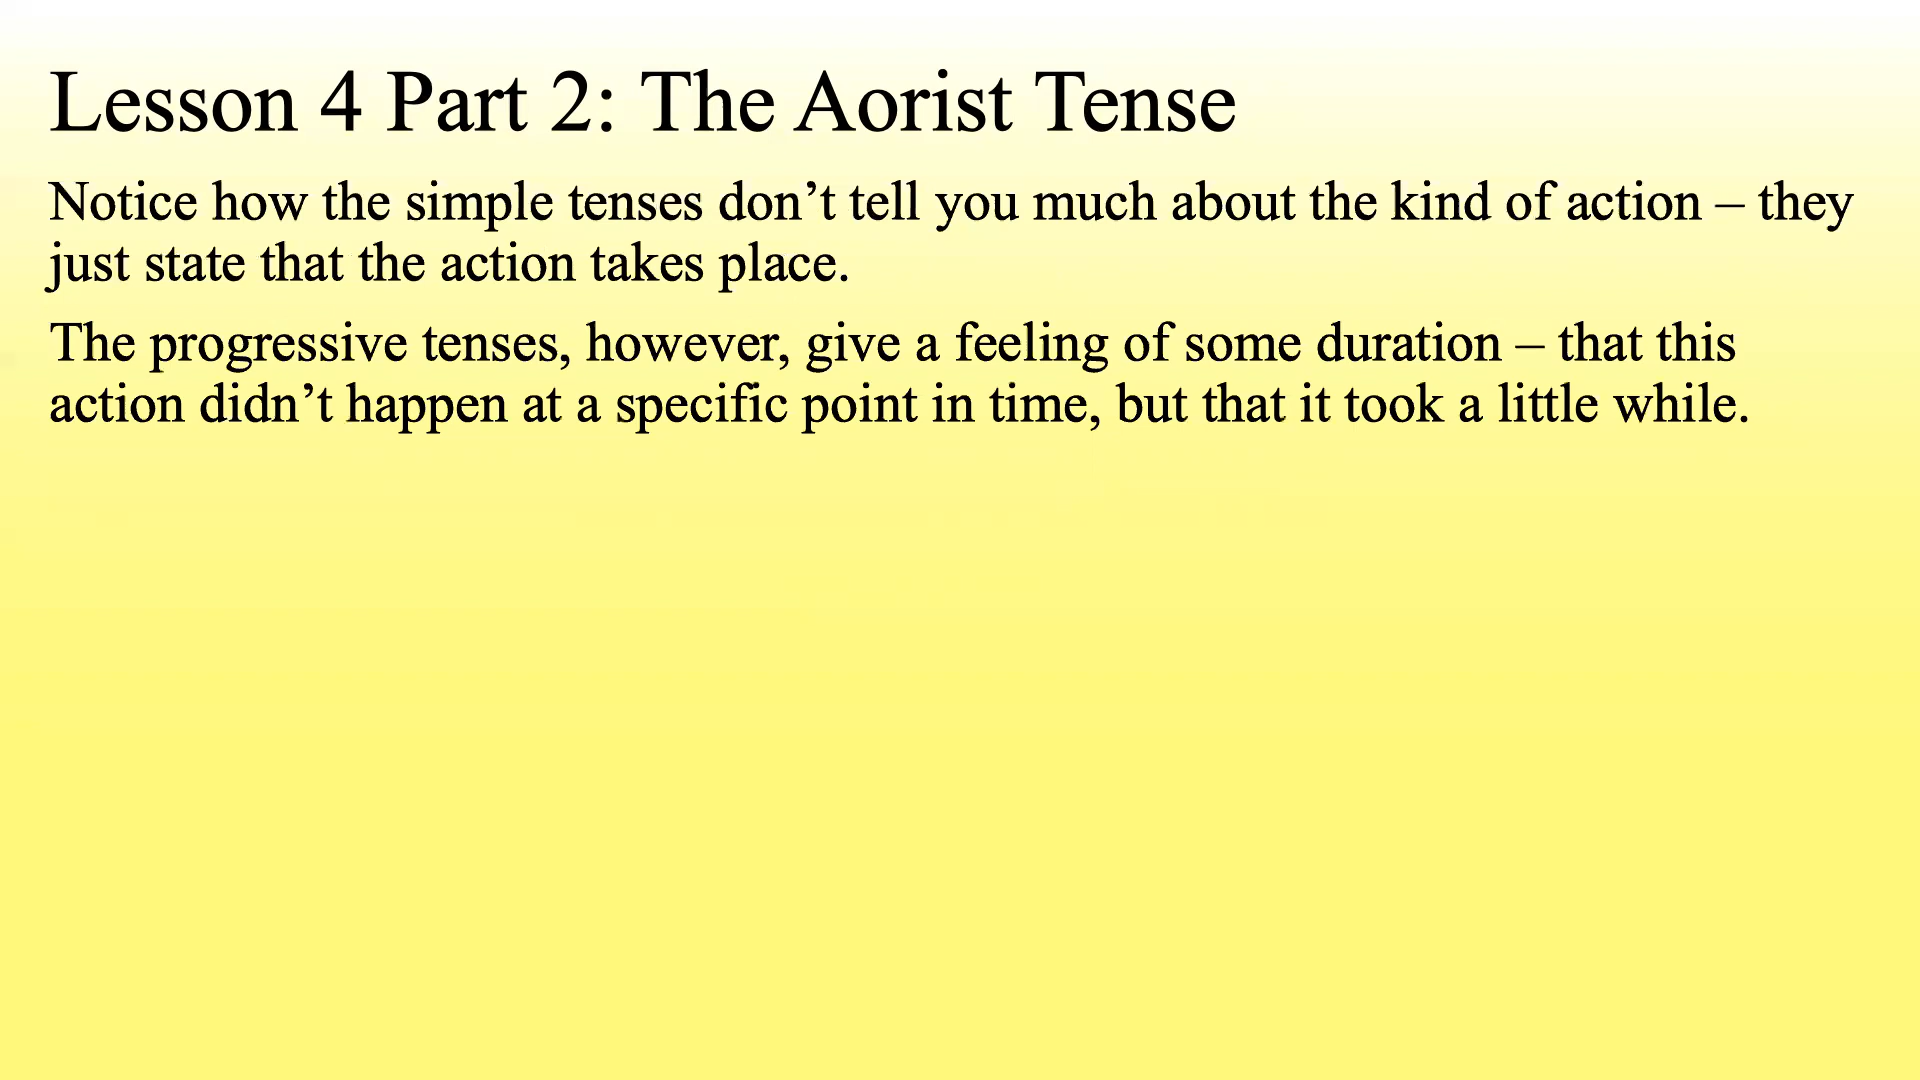 Lesson 4 Part 2: The Aorist Tense
Notice how the simple tenses don’t tell you much about the kind of action – they
just state that the action takes place.
The progressive tenses, however, give a feeling of some duration – that this
action didn’t happen at a specific point in time, but that it took a little while.